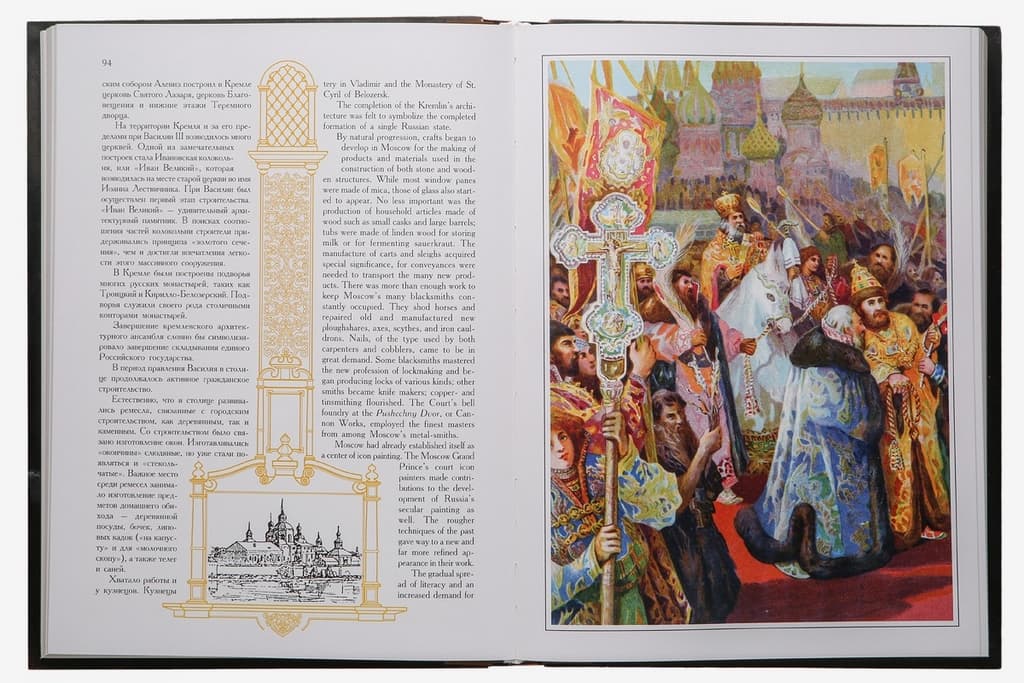 94
ским собором Алевиз построил в Кремле
церковь Святого Лазаря, церковь Благо-
вещения и нижние этажи Теремного
дворца.
На территории Кремля и за его пре-
делами при Василии III возводилось много
церквей. Одной из замечательных
построек стала Ивановская колоколь-
ня, или «Иван Великий», которая
возводилась на месте старой церкви во имя
Иоанна Лествичника. При Василии был
осуществлен первый этап строительства.
«Иван Великий» — удивительный архи-
тектурный памятник. В поисках соотно-
шения частей колокольни строители при-
держивались принципа «золотого сече-
ния», чем и достигли впечатления легко-
сти этого массивного сооружения.
В Кремле были построены подворья
многих русских монастырей, таких как
Троицкий и Кирилло-Белозерский. Под-
ворья служили своего рода столичными
конторами монастырей.
Завершение кремлевского архитек-
турного ансамбля словно бы символизи-
ровало завершение складывания единого
Российского государства.
В период правления Василия в столи-
це продолжалось активное гражданское
строительство.
Естественно, что в столице развива-
лись ремесла, связанные с городским
строительством, как деревянным, так и
каменным. Со строительством было свя-
зано изготовление окон. Изготавливались
«окончины» слюдяные, но уже стали по-
являться и «стеколь-
чатые». Важное место
среди ремесел занима-
ло изготовление пред-
метов домашнего оби-
хода — деревянной
посуды, бочек, липо-
вых кадок («на капус-
ту» и для «молочного
скопу»), а также телег
и саней.
Хватало работы и
у кузнецов. Кузнецы
tery in Vladimir and the Monastery of St.
Cyril of Belozersk.
The completion of the Kremlin's archi-
tecture was felt to symbolize the completed
formation of a single Russian state.
By natural progression, crafts began to
develop in Moscow for the making of
products and materials used in the
construction of both stone and wood-
en structures. While most window panes
were made of mica, those of glass also start-
ed to appear. No less important was the
production of household articles made of
wood such as small casks and large barrels;
tubs were made of linden wood for storing
milk or for fermenting sauerkraut. The
manufacture of carts and sleighs acquired
special significance, for conveyances were
needed to transport the many new prod-
ucts. There was more than enough work to
keep Moscow's many blacksmiths con-
stantly occupied. They shod horses and
repaired old and manufactured new
ploughshares, axes, scythes, and iron caul-
drons. Nails, of the type used by both
carpenters and cobblers, came to be in
great demand. Some blacksmiths mastered
the new profession of lockmaking and be-
gan producing locks of various kinds; other
smiths became knife makers; copper- and
tinsmithing flourished. The Court's bell
foundry at the Pushechny Dvor, or Can-
non Works, employed the finest masters
from among Moscow's metal-smiths.
Moscow had already established itself as
a center of icon painting. The Moscow Grand
Prince's court icon
painters made contri-
butions to the devel-
opment of Russia's
secular painting as
well. The rougher
techniques of the past
gave way to a new and
far more refined ap-
pearance in their work.
The gradual spre-
ad of literacy and an
increased demand for